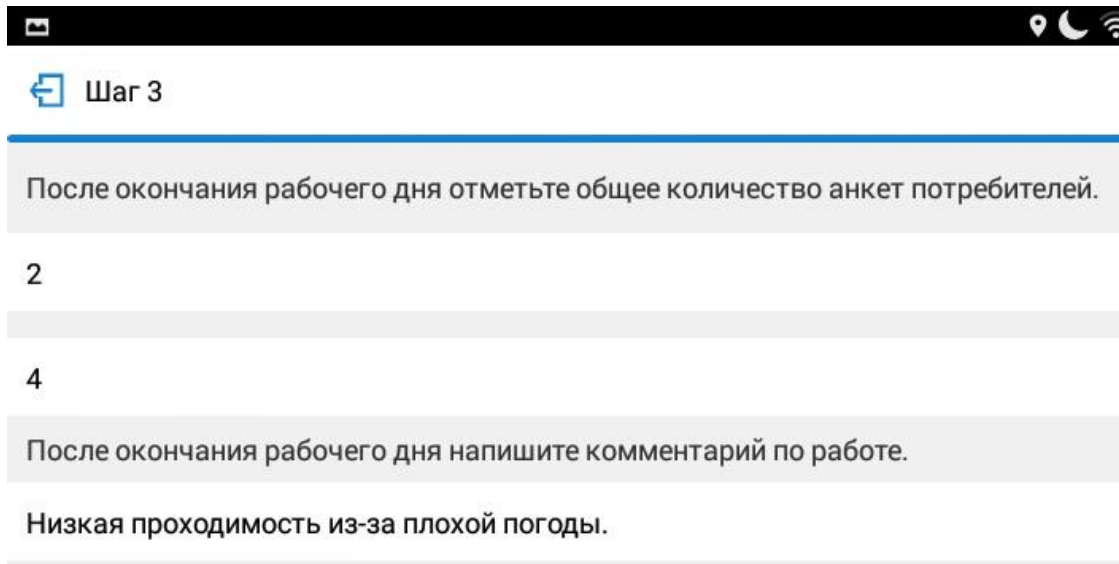 Шаг 3
После окончания рабочего дня отметьте общее количество анкет потребителей.
2
4
После окончания рабочего дня напишите комментарий по работе.
Низкая проходимость из-за плохой погоды.